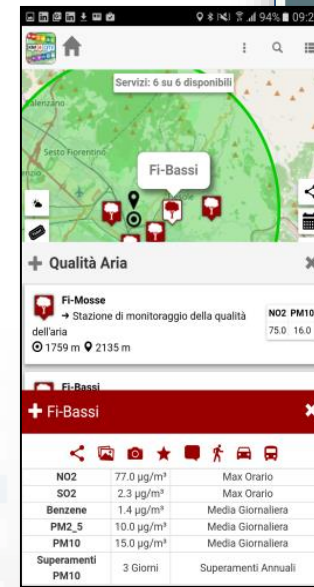 94% 09:2
Servizi: 6 su 6 disponibili
Sesto Fiorentino
Fi-Bassi
Qualità Aria
Fi-Mosse
→ Stazione di monitoraggio della qualità dell'aria
1759 m 2135 m
NO2 PM10
75.0 16.0
Fi-Bassi
Fi-Bassi
NO2 77.0 µg/m³ Max Orario
SO2 2.3 µg/m³ Max Orario
Benzene 1.4 µg/m³ Media Giornaliera
PM2_5 10.0 µg/m³ Media Giornaliera
PM10 15.0 µg/m³ Media Giornaliera
Superamenti PM10 3 Giorni Superamenti Annuali